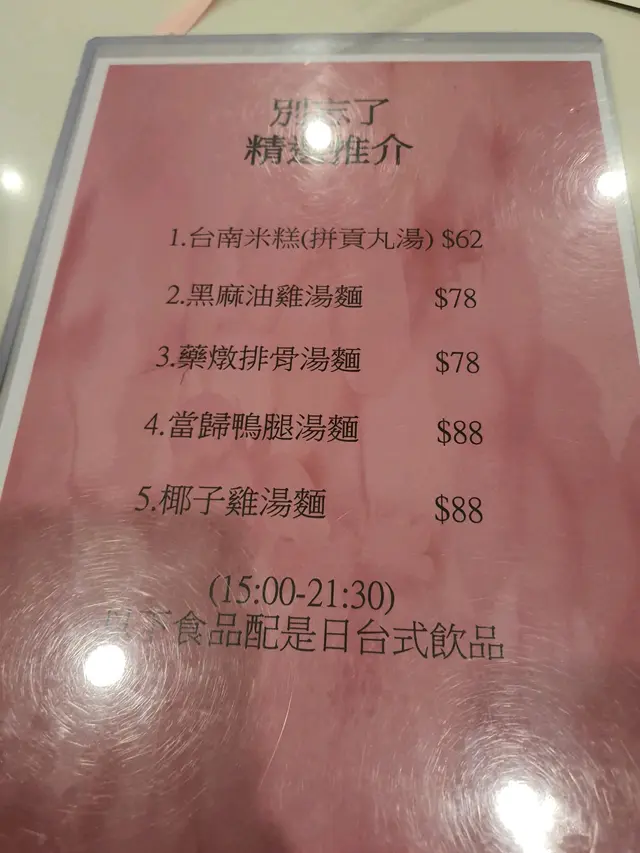 別忘了
精選推介
1.台南米糕(拼貢丸湯) $62
2.黑麻油雞湯麵 $78
3.藥燉排骨湯麵 $78
4.當歸鴨腿湯麵 $88
5.椰子雞湯麵 $88
(15:00-21:30)
食品配是日台式飲品